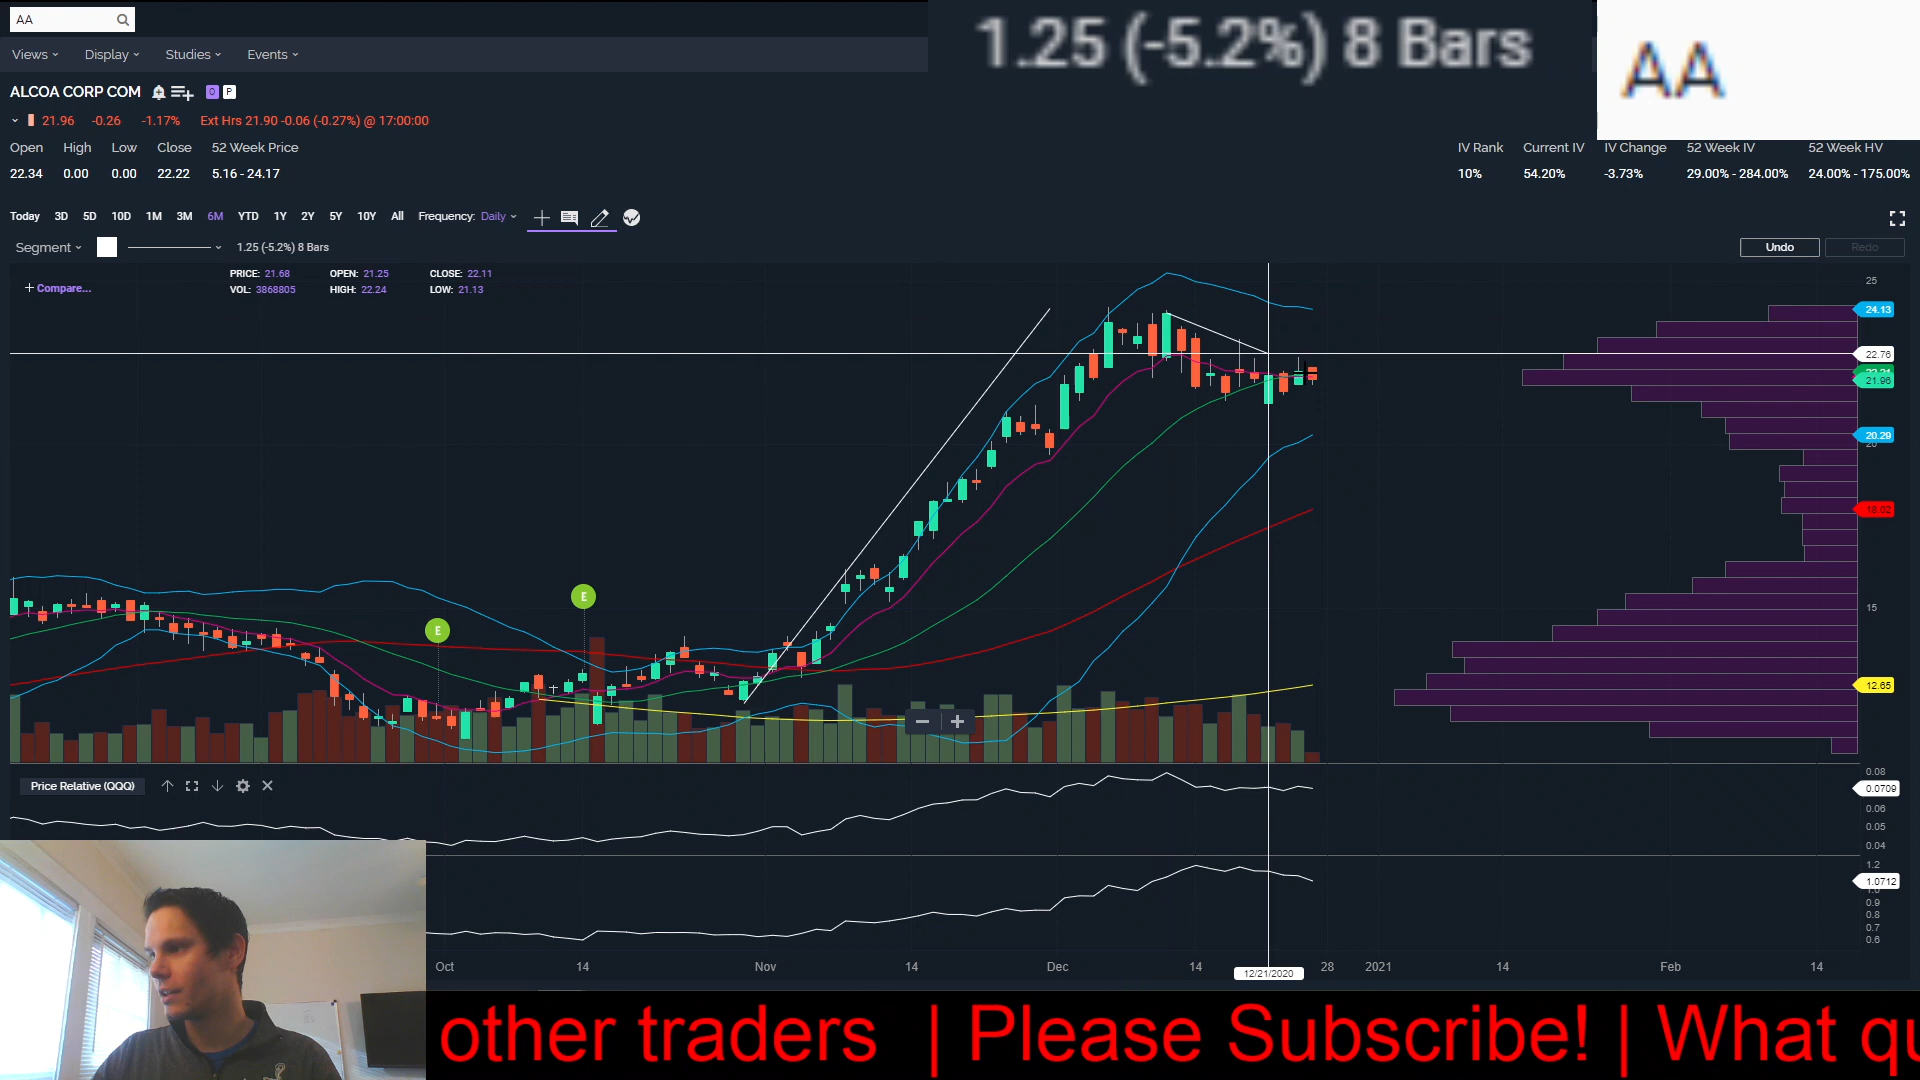 AA
1.25 (-5.2%) 8 Bars
AA
Views Display Studies Events
ALCOA CORP COM O P
21.96 -0.26 -1.17% Ext Hrs 21.90 -0.06 (-0.27%) @ 17:00:00
Open High Low Close 52 Week Price
22.34 0.00 0.00 22.22 5.16 - 24.17
IV Rank Current IV IV Change 52 Week IV 52 Week HV
10% 54.20% -3.73% 29.00% - 284.00% 24.00% - 175.00%
Today 3D 5D 10D 1M 3M 6M YTD 1Y 2Y 5Y 10Y All Frequency: Daily
Segment 1.25 (-5.2%) 8 Bars
Undo Redo
+ Compare...
PRICE: 21.68 OPEN: 21.25 CLOSE: 22.11
VOL: 3868805 HIGH: 22.24 LOW: 21.13
25
24.13
22.76
21.96
20.29
20
18.02
15
12.65
E
E
Price Relative (QQQ)
0.08
0.0709
0.06
0.05
0.04
1.2
1.0712
1.0
0.9
0.8
0.7
0.6
Oct 14 Nov 14 Dec 14 12/21/2020 28 2021 14 Feb 14
other traders | Please Subscribe! | What qu